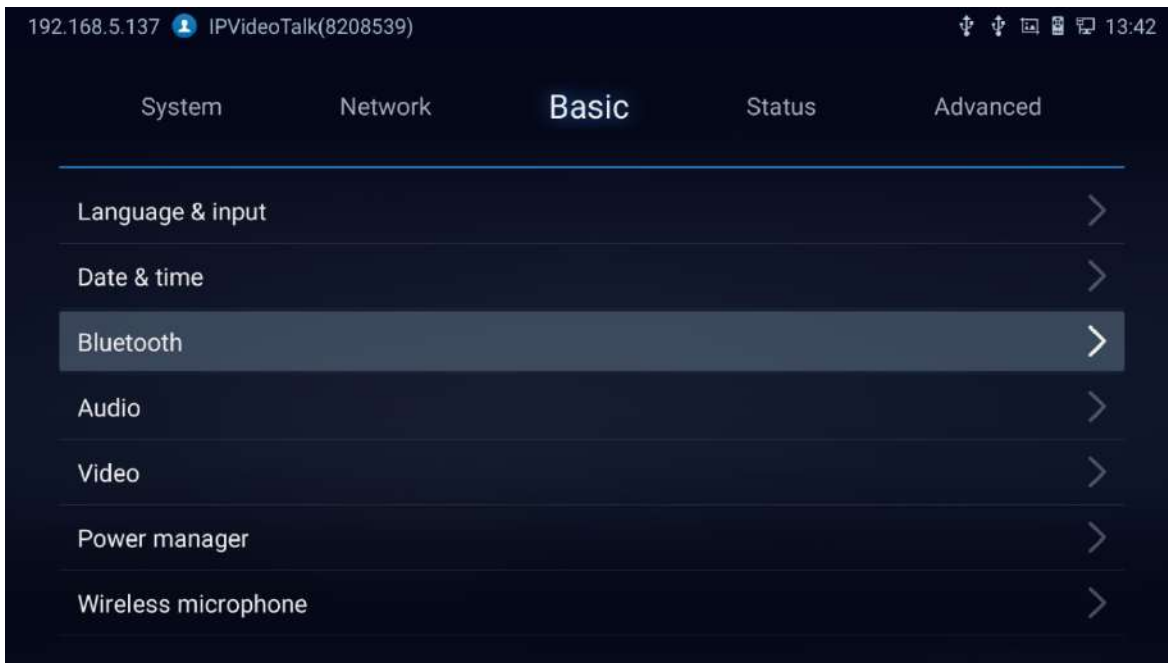 192.168.5.137 IPVideoTalk(8208539) 13:42
System Network Basic Status Advanced
Language & input
Date & time
Bluetooth
Audio
Video
Power manager
Wireless microphone